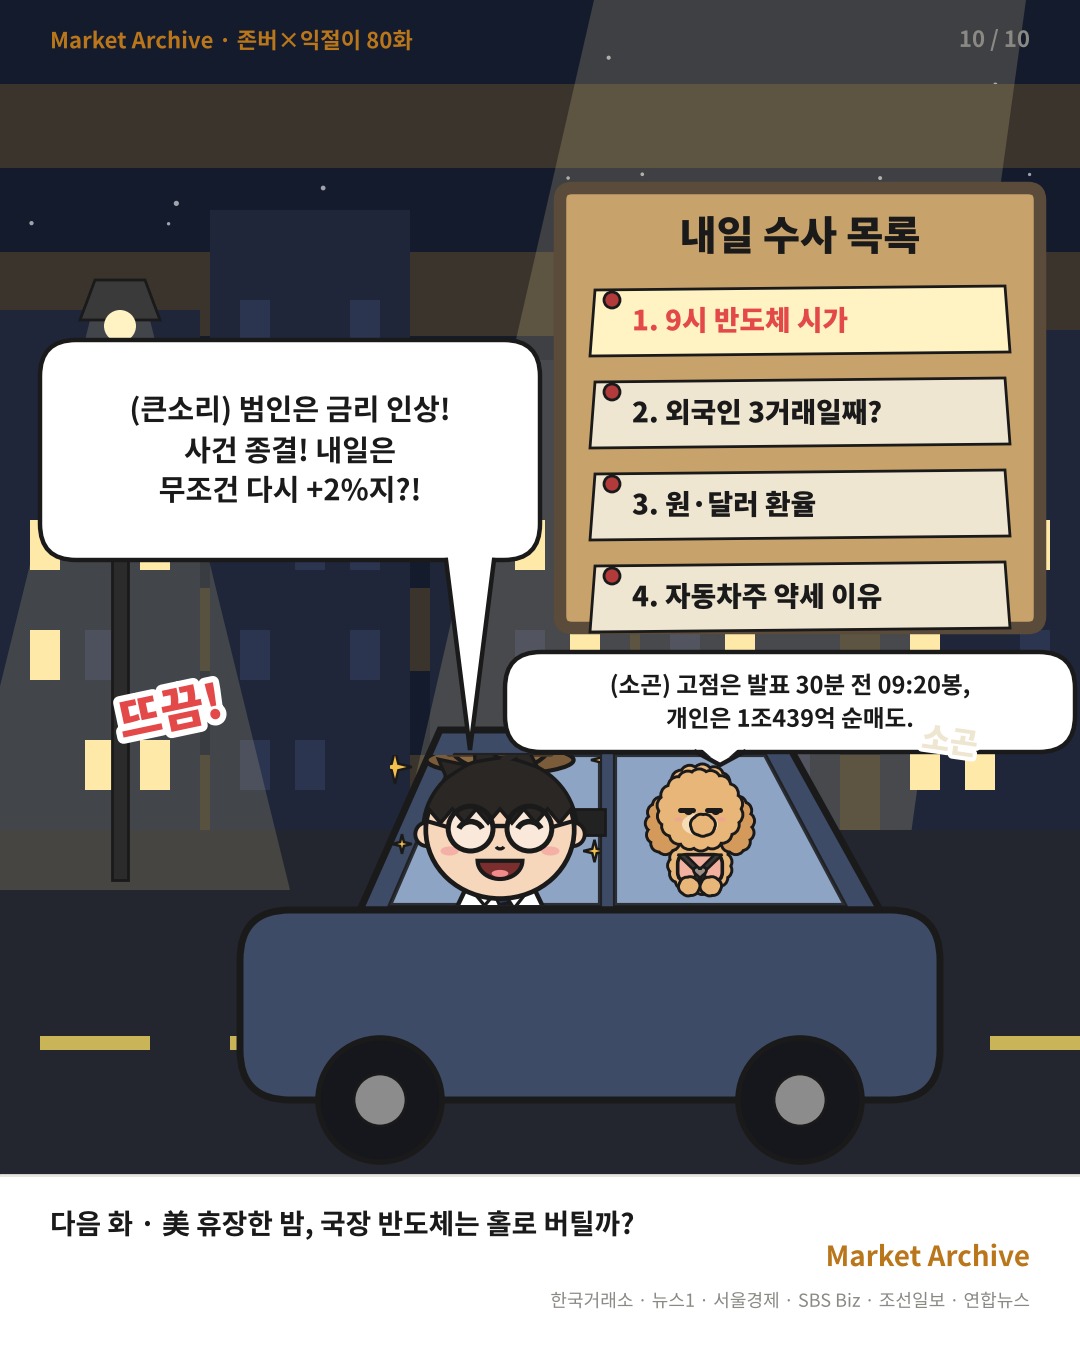 Market Archive · 존버×익절이 80화
10 / 10
내일 수사 목록
1. 9시 반도체 시가
2. 외국인 3거래일째?
3. 원·달러 환율
4. 자동차주 약세 이유
(큰소리) 범인은 금리 인상!
사건 종결! 내일은
무조건 다시 +2%지?!
(소곤) 고점은 발표 30분 전 09:20봉,
개인은 1조439억 순매도.
소곤
뜨끔!
다음 화 · 美 휴장한 밤, 국장 반도체는 홀로 버틸까?
Market Archive
한국거래소 · 뉴스1 · 서울경제 · SBS Biz · 조선일보 · 연합뉴스